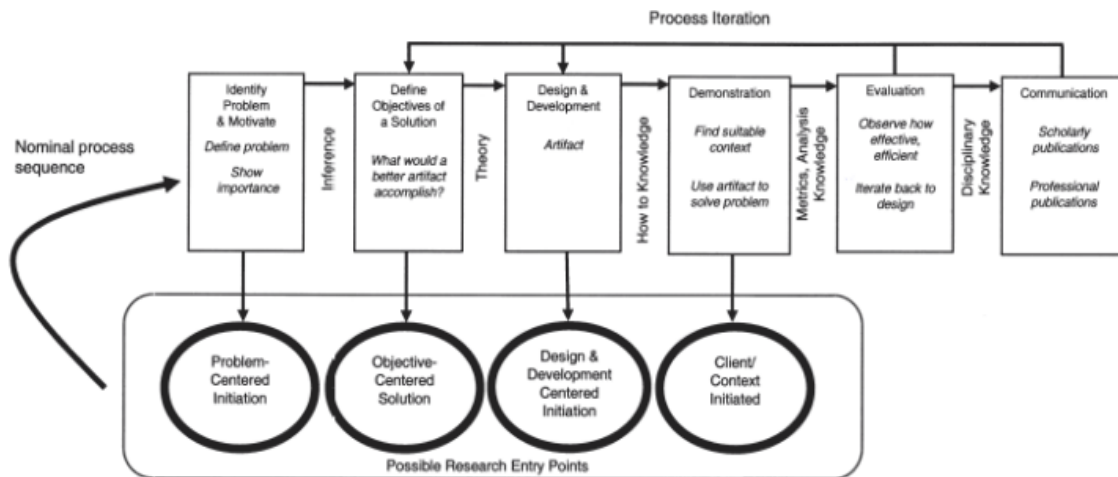 Process Iteration
Nominal process
sequence
Identify
Problem
& Motivate
Define problem
Show
importance
Inference
Define
Objectives of
a Solution
What would a
better artifact
accomplish?
Theory
Design &
Development
Artifact
How to Knowledge
Demonstration
Find suitable
context
Use artifact to
solve problem
Metrics, Analysis
Knowledge
Evaluation
Observe how
effective,
efficient
Iterate back to
design
Disciplinary
Knowledge
Communication
Scholarly
publications
Professional
publications
Problem-
Centered
Initiation
Objective-
Centered
Solution
Design &
Development
Centered
Initiation
Client/
Context
Initiated
Possible Research Entry Points